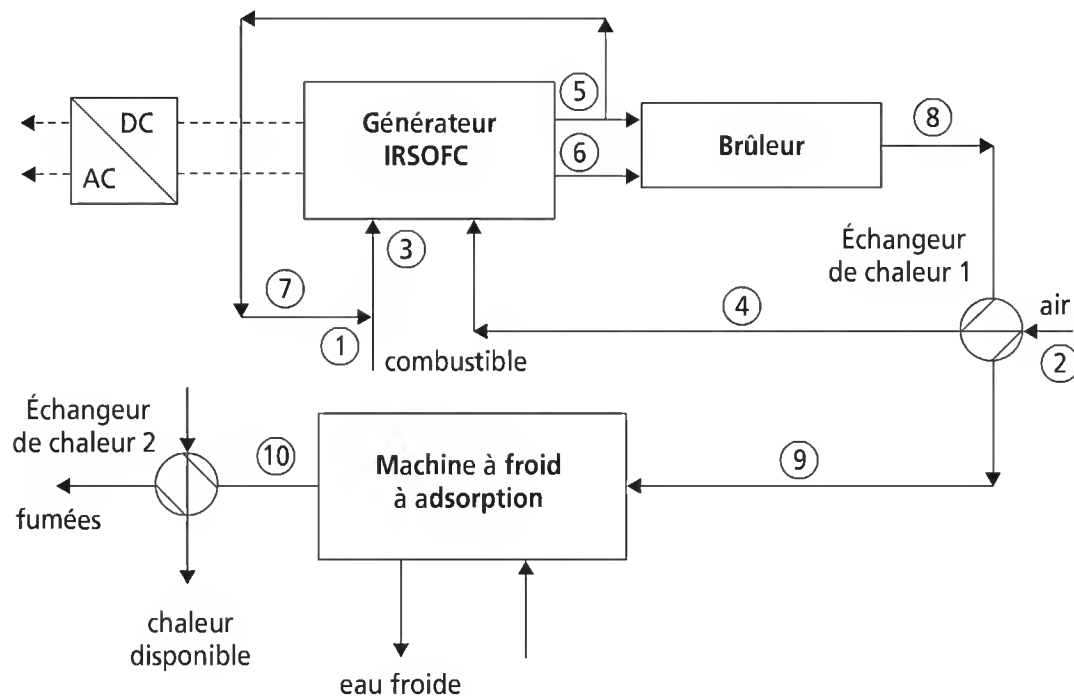 DC
AC
Générateur
IRSOFC
5
6
Brûleur
8
3
7
1
combustible
Échangeur
de chaleur 1
4
air
2
Échangeur
de chaleur 2
10
fumées
Machine à froid
à adsorption
9
chaleur
disponible
eau froide